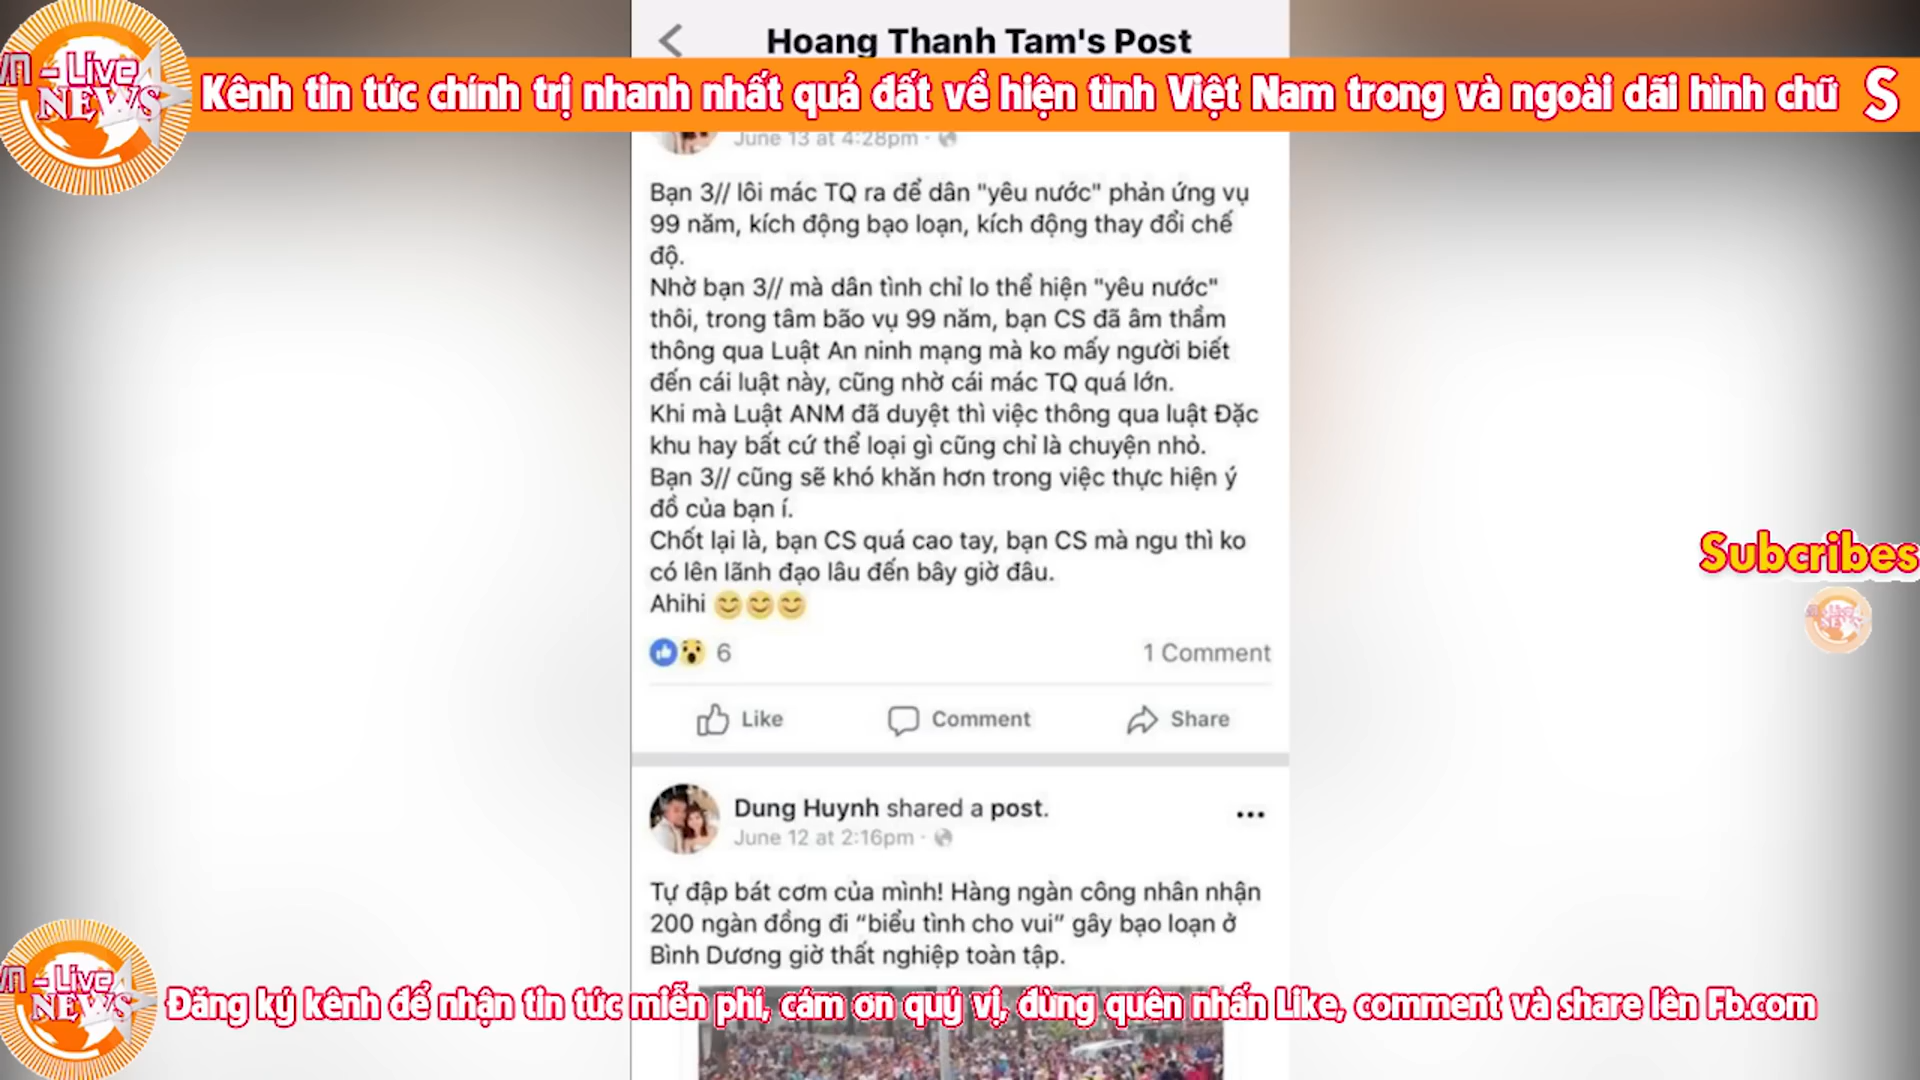 Hoang Thanh Tam's Post
VN - Live
NEWS
Kênh tin tức chính trị nhanh nhất quả đất về hiện tình Việt Nam trong và ngoài dãi hình chữ S
June 13 at 4:28pm ·
Bạn 3// lôi mác TQ ra để dân "yêu nước" phản ứng vụ
99 năm, kích động bạo loạn, kích động thay đổi chế
độ.
Nhờ bạn 3// mà dân tình chỉ lo thể hiện "yêu nước"
thôi, trong tâm bão vụ 99 năm, bạn CS đã âm thầm
thông qua Luật An ninh mạng mà ko mấy người biết
đến cái luật này, cũng nhờ cái mác TQ quá lớn.
Khi mà Luật ANM đã duyệt thì việc thông qua luật Đặc
khu hay bất cứ thể loại gì cũng chỉ là chuyện nhỏ.
Bạn 3// cũng sẽ khó khăn hơn trong việc thực hiện ý
đồ của bạn í.
Chốt lại là, bạn CS quá cao tay, bạn CS mà ngu thì ko
có lên lãnh đạo lâu đến bây giờ đâu.
Ahihi 😊😊😊
Subcribes
6
1 Comment
Like
Comment
Share
Dung Huynh shared a post.
June 12 at 2:16pm ·
Tự đập bát cơm của mình! Hàng ngàn công nhân nhận
200 ngàn đồng đi “biểu tình cho vui” gây bạo loạn ở
Bình Dương giờ thất nghiệp toàn tập.
VN - Live
NEWS
Đăng ký kênh để nhận tin tức miễn phí, cám ơn quý vị, đừng quên nhấn Like, comment và share lên Fb.com